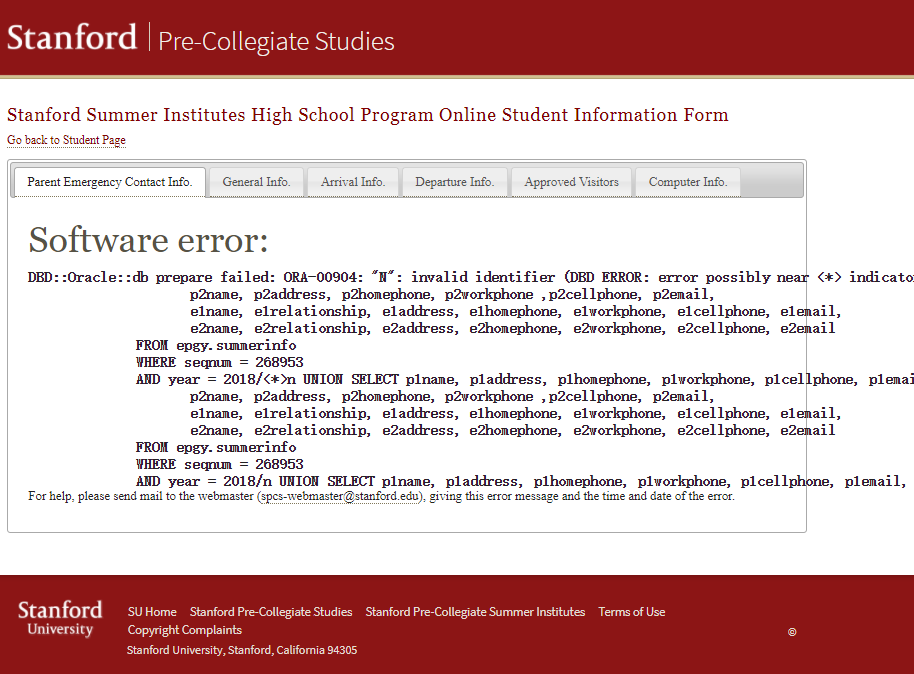 Stanford Pre-Collegiate Studies
Stanford Summer Institutes High School Program Online Student Information Form
Go back to Student Page
Parent Emergency Contact Info. General Info. Arrival Info. Departure Info. Approved Visitors Computer Info.
Software error:
DBD::Oracle::db prepare failed: ORA-00904: "N": invalid identifier (DBD ERROR: error possibly near <*> indicato
p2name, p2address, p2homephone, p2workphone ,p2cellphone, p2email,
e1name, e1relationship, e1address, e1homephone, e1workphone, e1cellphone, e1email,
e2name, e2relationship, e2address, e2homephone, e2workphone, e2cellphone, e2email
FROM epgy.summerinfo
WHERE seqnum = 268953
AND year = 2018/<*>n UNION SELECT p1name, p1address, p1homephone, p1workphone, p1cellphone, p1emai
p2name, p2address, p2homephone, p2workphone ,p2cellphone, p2email,
e1name, e1relationship, e1address, e1homephone, e1workphone, e1cellphone, e1email,
e2name, e2relationship, e2address, e2homephone, e2workphone, e2cellphone, e2email
FROM epgy.summerinfo
WHERE seqnum = 268953
AND year = 2018/n UNION SELECT p1name, p1address, p1homephone, p1workphone, p1cellphone, p1email,
For help, please send mail to the webmaster (spcs-webmaster@stanford.edu), giving this error message and the time and date of the error.
Stanford University
SU Home Stanford Pre-Collegiate Studies Stanford Pre-Collegiate Summer Institutes Terms of Use
Copyright Complaints
©
Stanford University, Stanford, California 94305